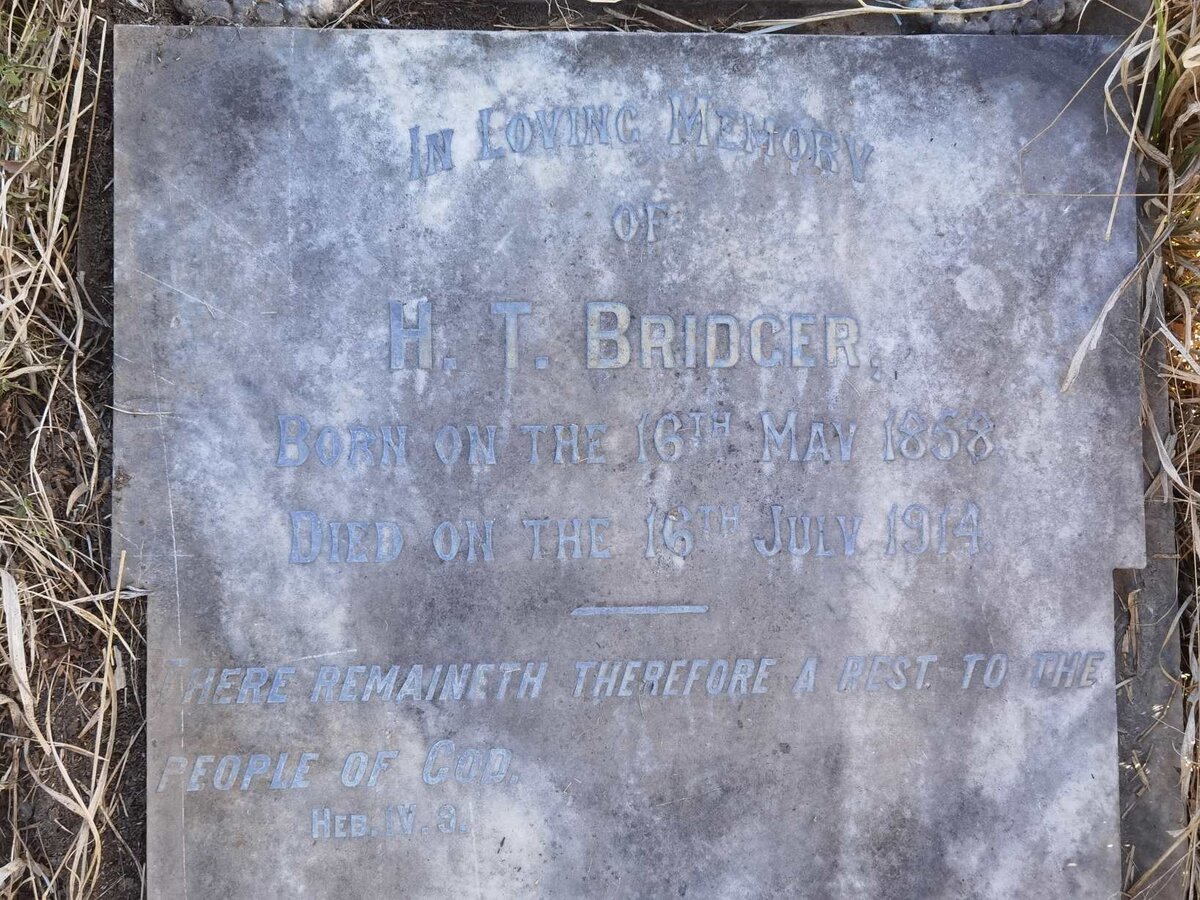 In Loving Memory
of
H. T. Bridger,
Born on the 16th May 1858.
Died on the 16th July 1914.
There remaineth therefore a rest to the
people of God.
Heb. IV. 9.